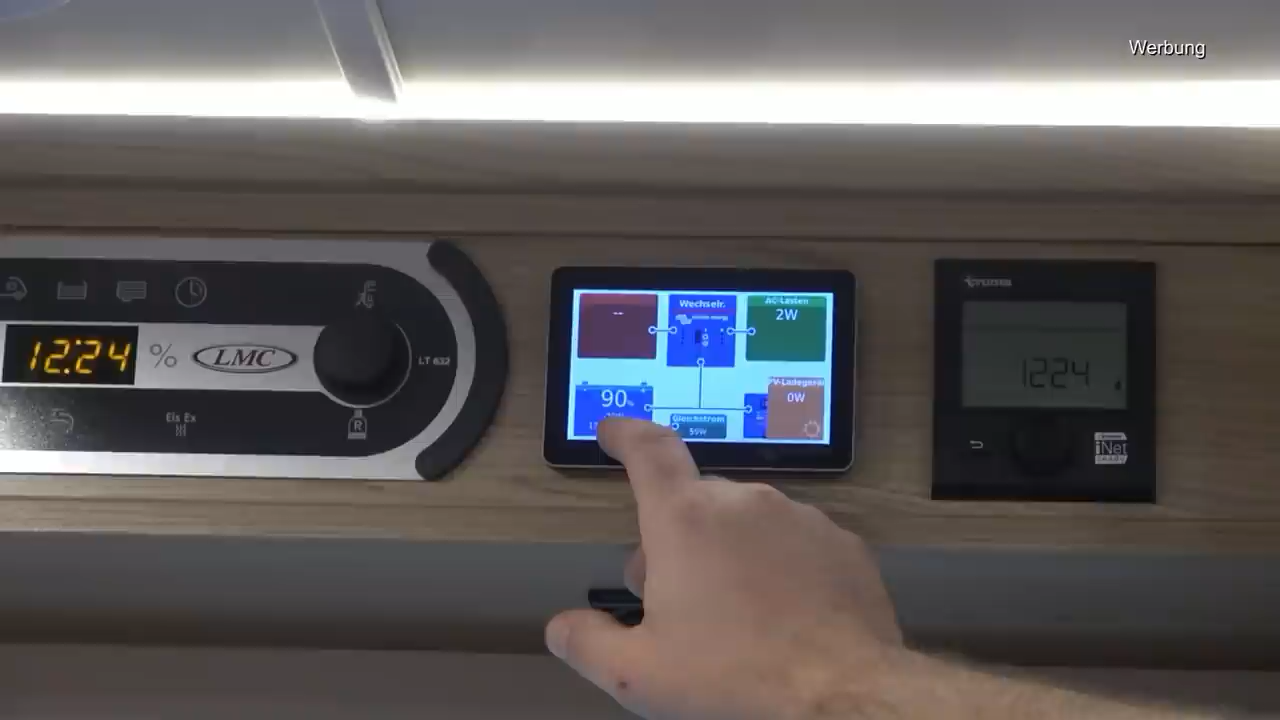 Werbung
12:24 %
LMC
LT 632
Eis Ex
R
--
Wechselr.
AC-Lasten
2W
90%
Gleichstrom
59W
PV-Ladegerät
0W
Truma
12:24
iNet